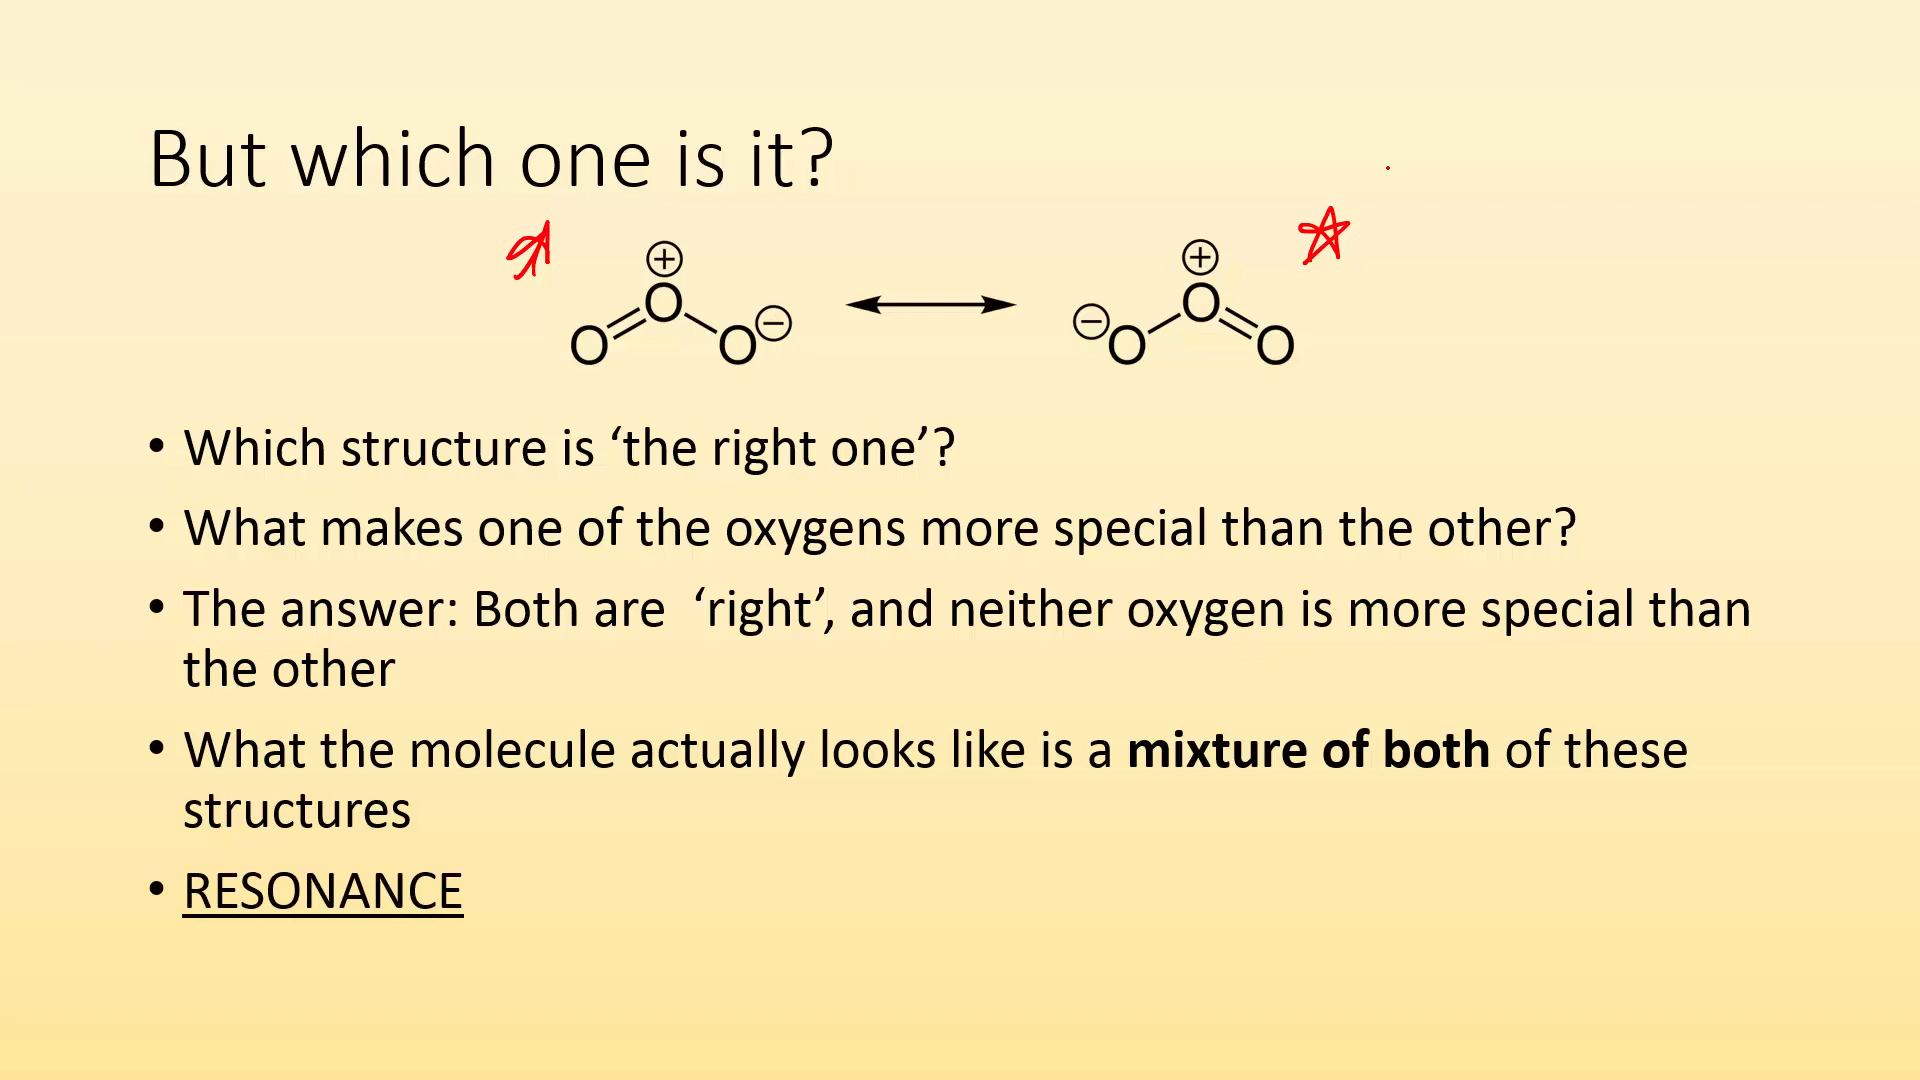 But which one is it?
⊕ ⊕
O O⊖ ⊖O O
O O
• Which structure is ‘the right one’?
• What makes one of the oxygens more special than the other?
• The answer: Both are  ‘right’, and neither oxygen is more special than
the other
• What the molecule actually looks like is a mixture of both of these
structures
• RESONANCE